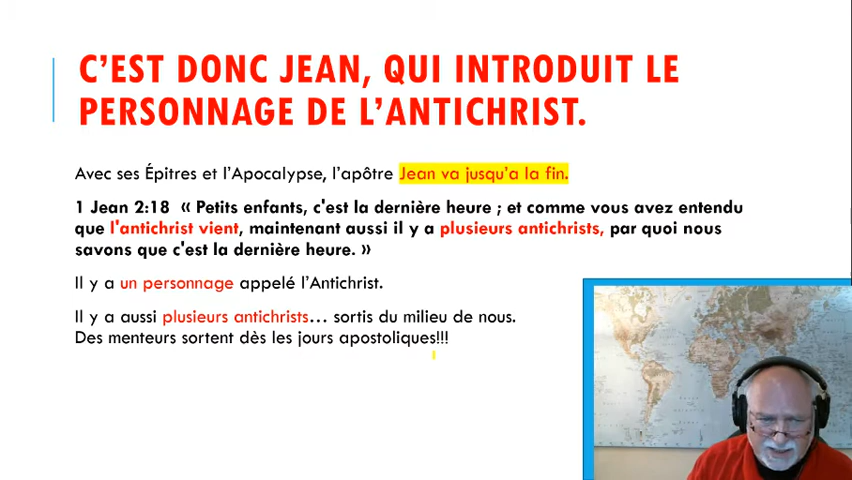 C’EST DONC JEAN, QUI INTRODUIT LE
PERSONNAGE DE L’ANTICHRIST.
Avec ses Épitres et l’Apocalypse, l’apôtre Jean va jusqu’a la fin.
1 Jean 2:18 « Petits enfants, c'est la dernière heure ; et comme vous avez entendu
que l'antichrist vient, maintenant aussi il y a plusieurs antichrists, par quoi nous
savons que c'est la dernière heure. »
Il y a un personnage appelé l’Antichrist.
Il y a aussi plusieurs antichrists… sortis du milieu de nous.
Des menteurs sortent dès les jours apostoliques!!!